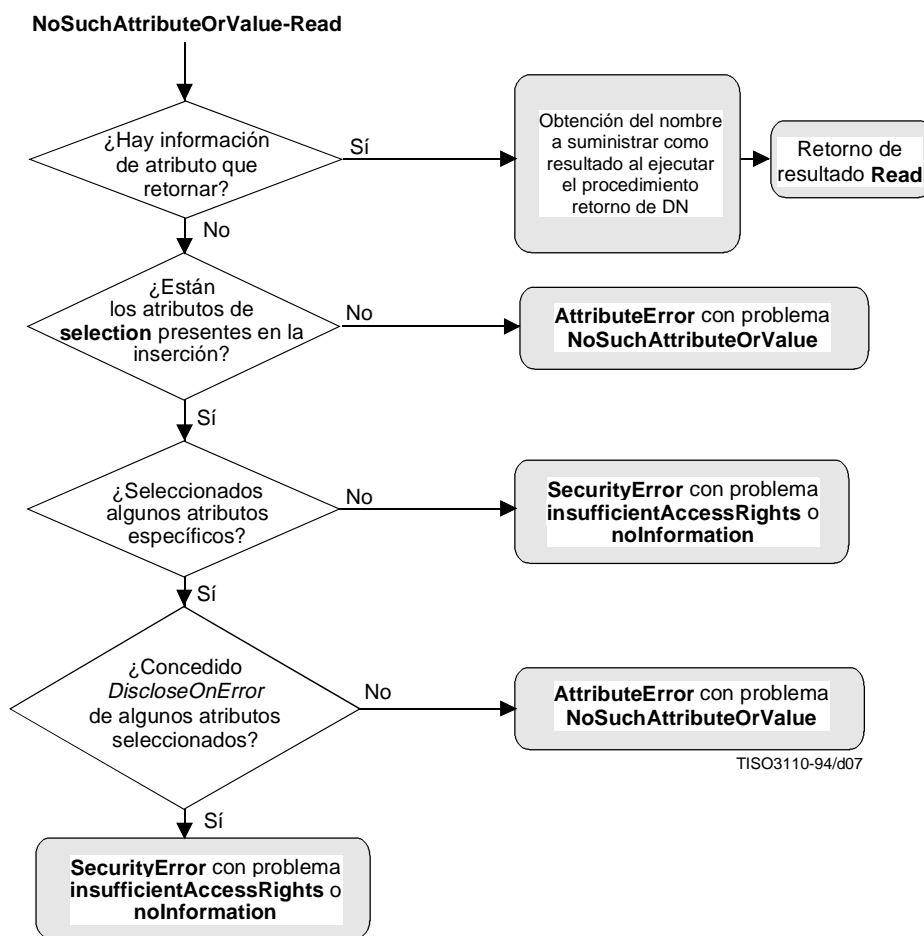 NoSuchAttributeOrValue-Read
¿Hay información
de atributo que
retornar?
Sí
Obtención del nombre
a suministrar como
resultado al ejecutar
el procedimiento
retorno de DN
Retorno de
resultado Read
No
¿Están
los atributos de
selection presentes en la
inserción?
No
AttributeError con problema
NoSuchAttributeOrValue
Sí
¿Seleccionados
algunos atributos
específicos?
No
SecurityError con problema
insufficientAccessRights o
noInformation
Sí
¿Concedido
DiscloseOnError
de algunos atributos
seleccionados?
No
AttributeError con problema
NoSuchAttributeOrValue
TISO3110-94/d07
Sí
SecurityError con problema
insufficientAccessRights o
noInformation